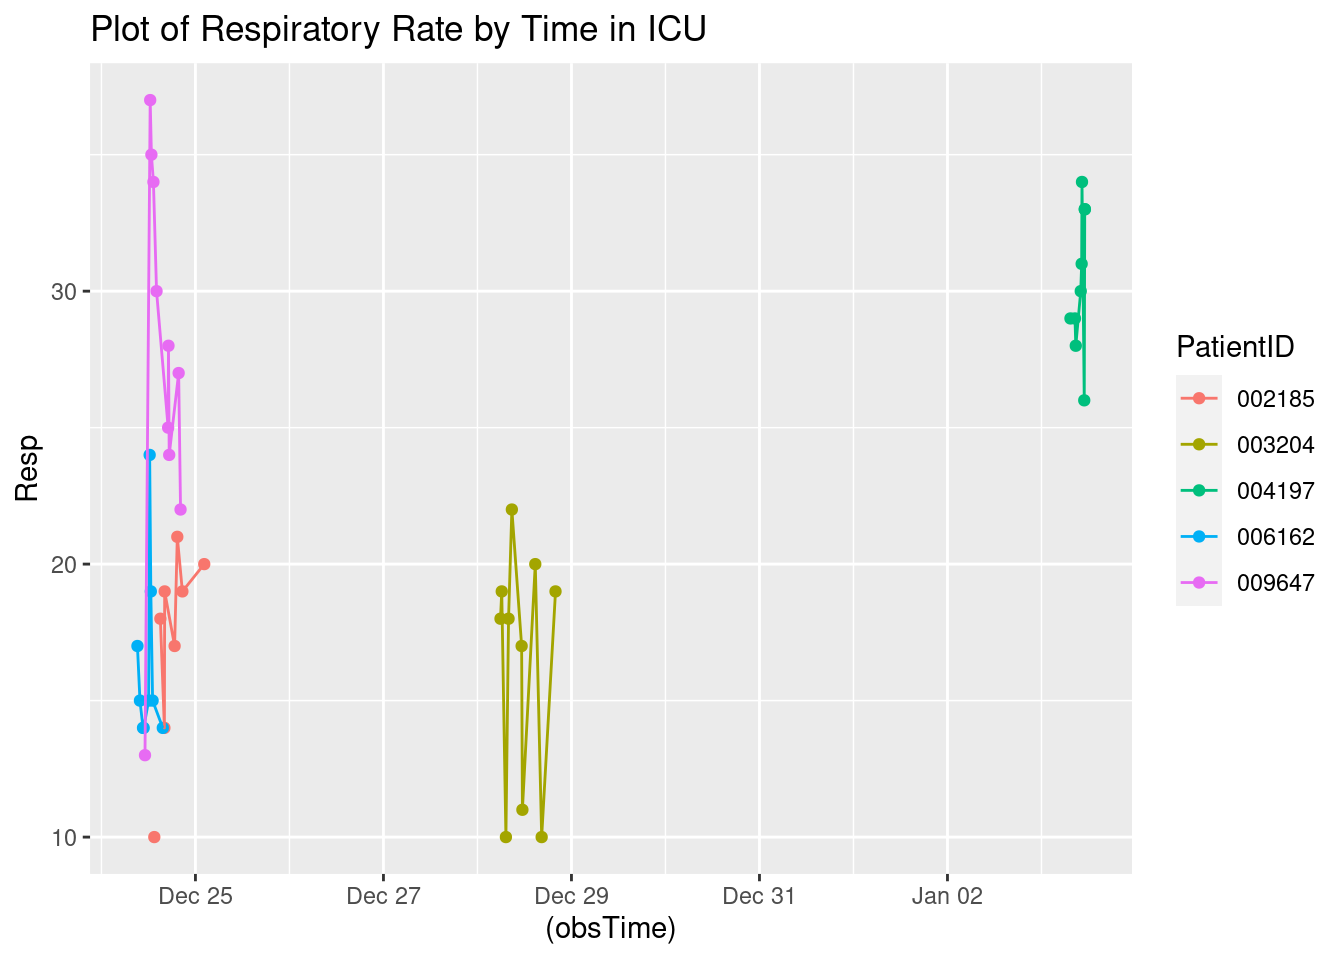 Plot of Respiratory Rate by Time in ICU
Resp
30
20
10
Dec 25
Dec 27
Dec 29
Dec 31
Jan 02
(obsTime)
PatientID
002185
003204
004197
006162
009647